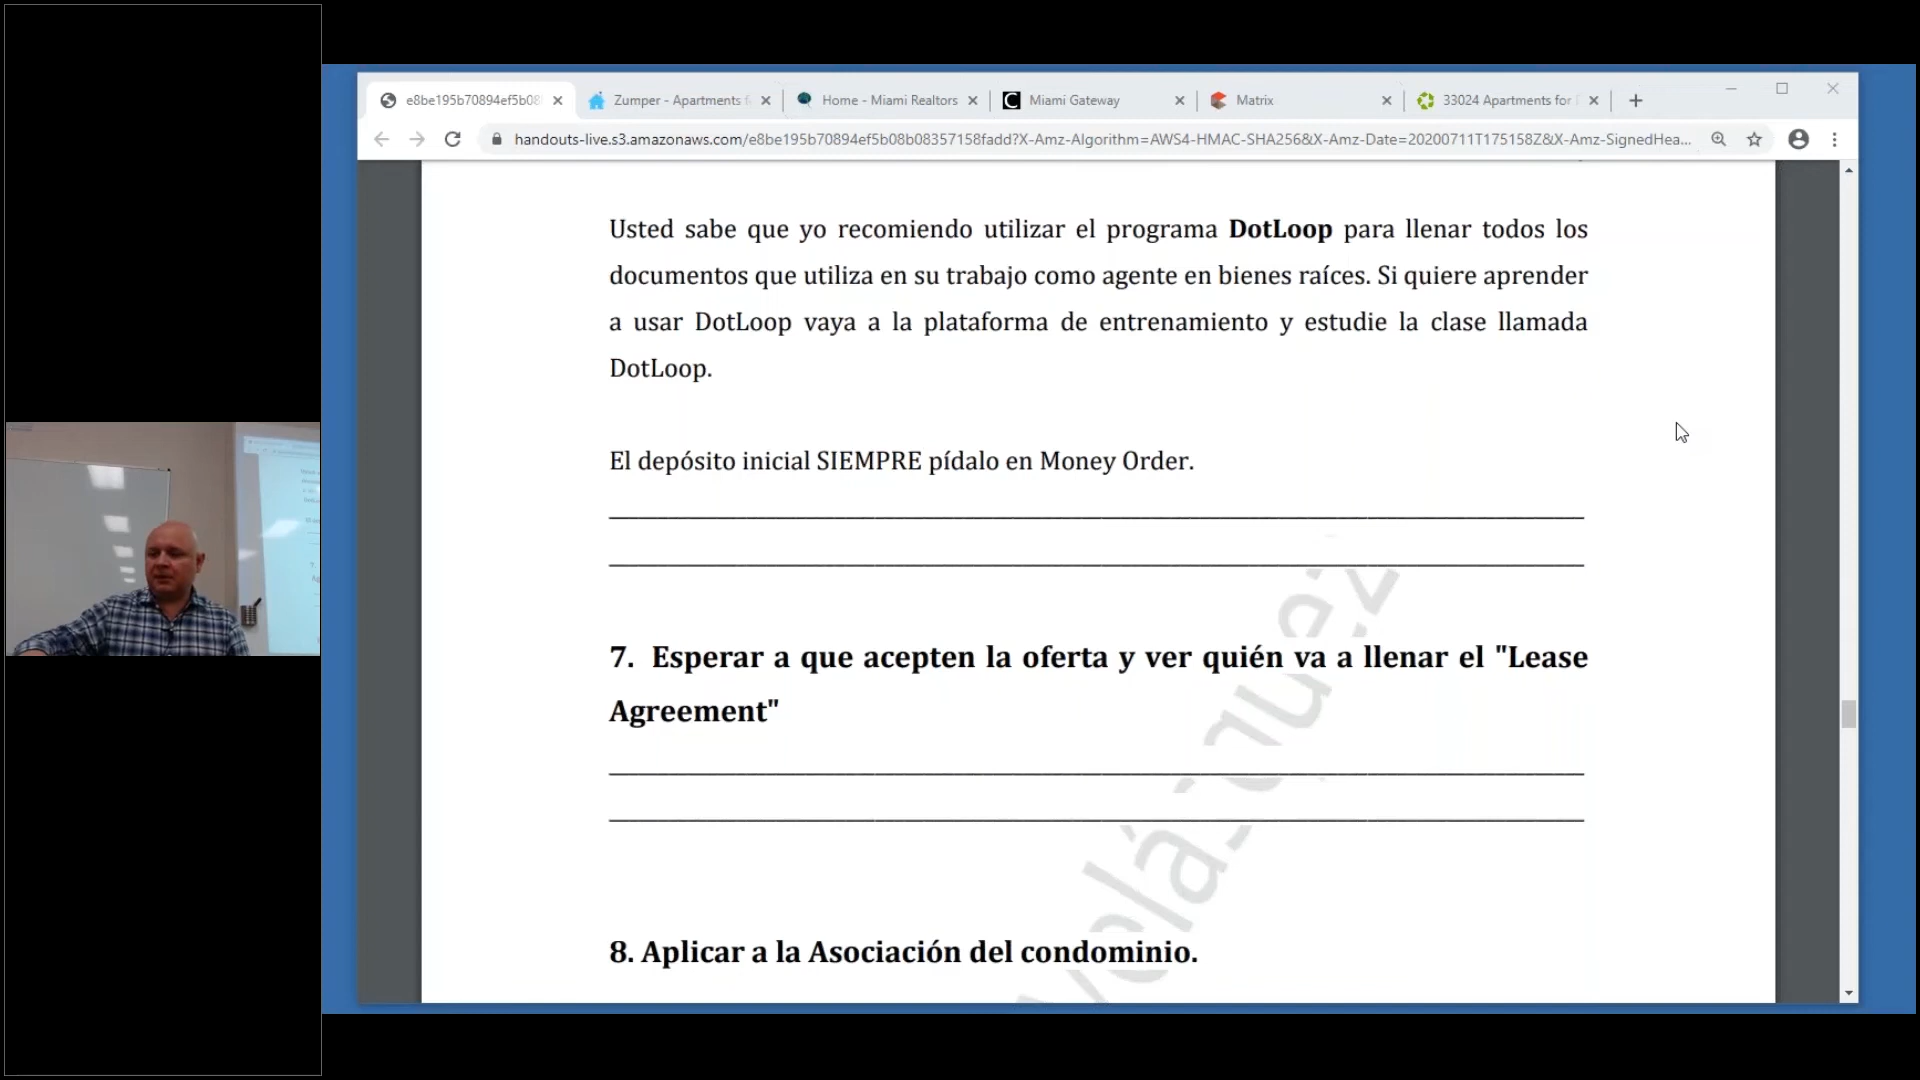 e8be195b70894ef5b08
Zumper - Apartments f
Home - Miami Realtors
Miami Gateway
Matrix
33024 Apartments for
handouts-live.s3.amazonaws.com/e8be195b70894ef5b08b08357158fadd?X-Amz-Algorithm=AWS4-HMAC-SHA256&X-Amz-Date=20200711T175158Z&X-Amz-SignedHea...
Usted sabe que yo recomiendo utilizar el programa DotLoop para llenar todos los
documentos que utiliza en su trabajo como agente en bienes raíces. Si quiere aprender
a usar DotLoop vaya a la plataforma de entrenamiento y estudie la clase llamada
DotLoop.
El depósito inicial SIEMPRE pídalo en Money Order.
7. Esperar a que acepten la oferta y ver quién va a llenar el "Lease
Agreement"
8. Aplicar a la Asociación del condominio.